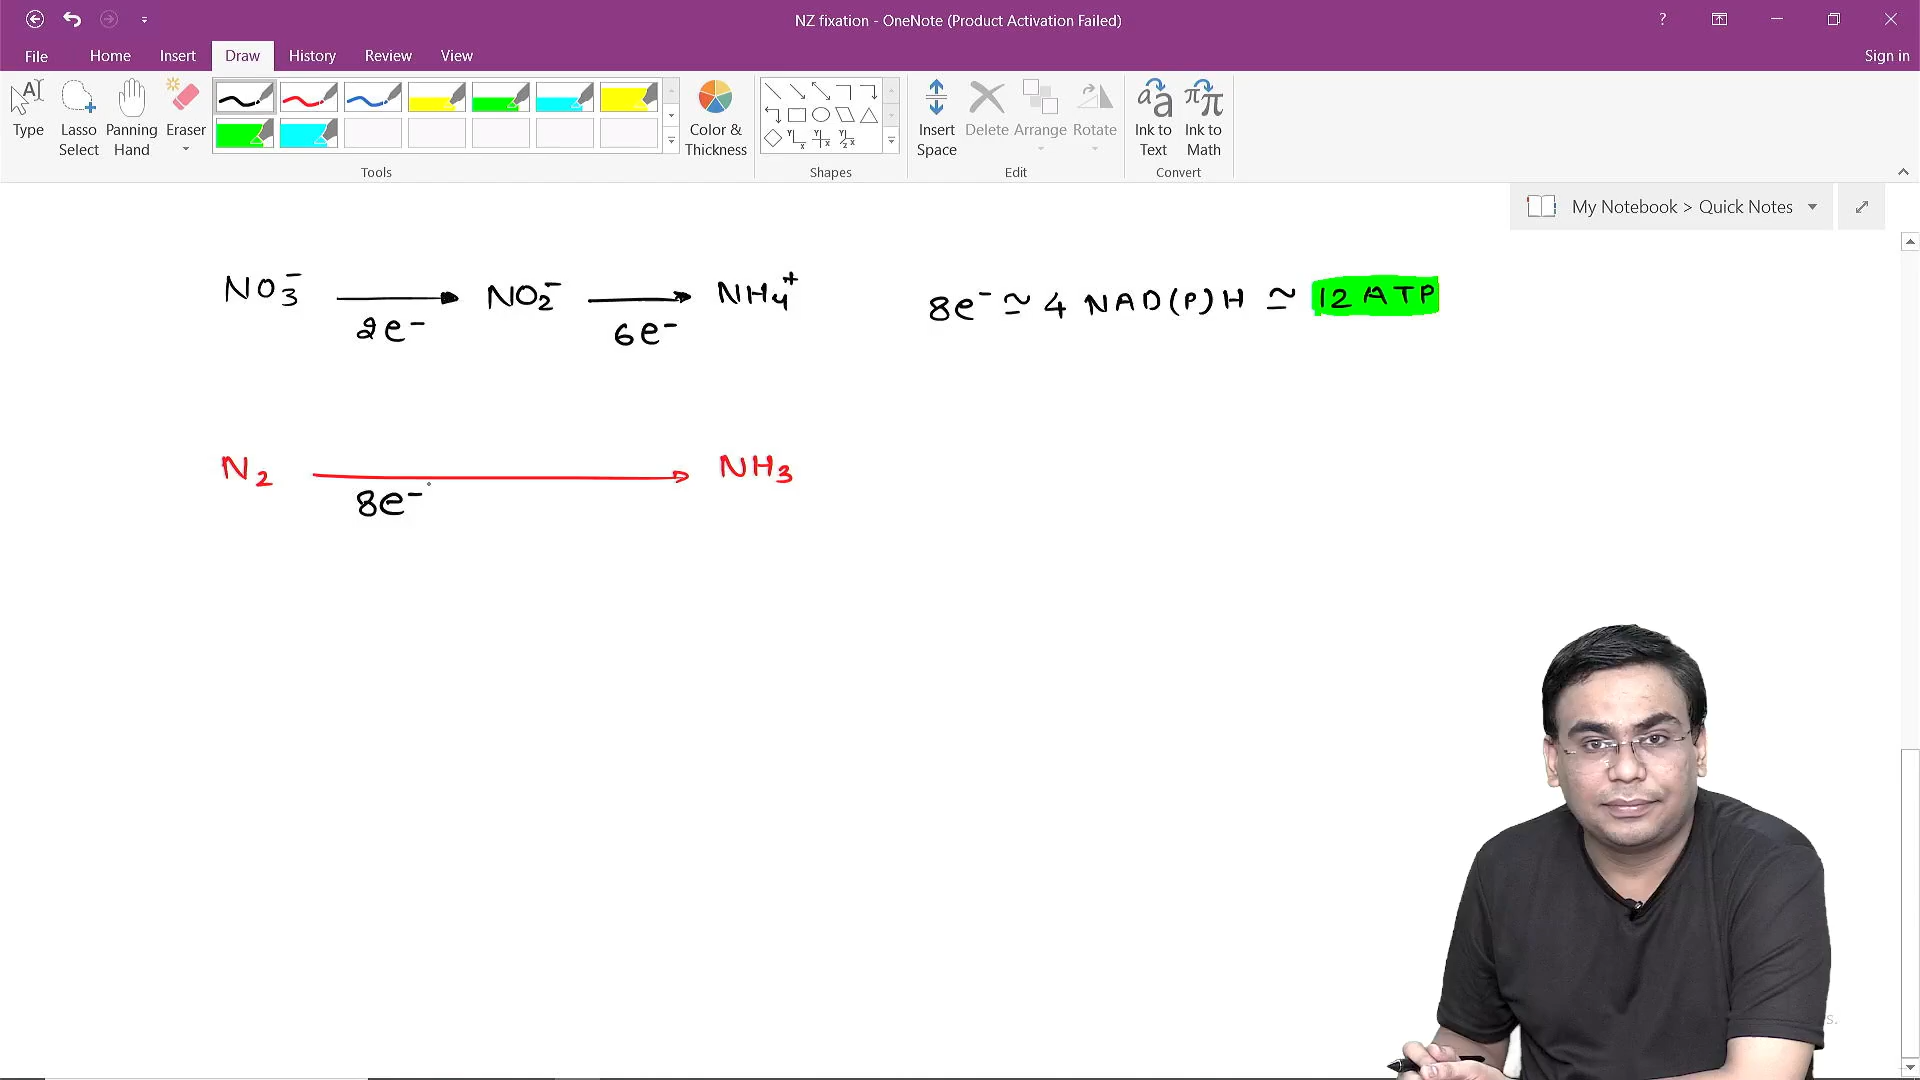 NZ fixation - OneNote (Product Activation Failed)
?
File Home Insert Draw History Review View
Sign in
Type
Lasso Select
Panning Hand
Eraser
Color & Thickness
Insert Space
Delete
Arrange
Rotate
Ink to Text
Ink to Math
Tools
Shapes
Edit
Convert
My Notebook > Quick Notes
NO₃⁻ → NO₂⁻ → NH₄⁺
2e⁻ 6e⁻
8e⁻ ≃ 4 NAD(P)H ≃ 12 ATP
N₂ → NH₃
8e⁻
s.